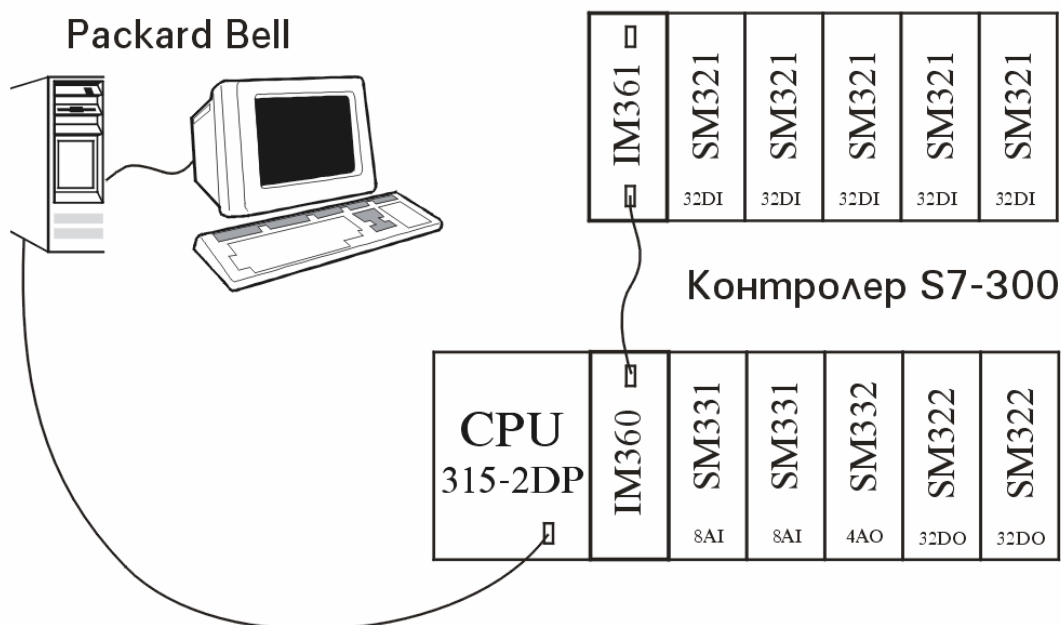 Packard Bell
IM361
SM321
SM321
SM321
SM321
SM321
32DI
32DI
32DI
32DI
32DI
Контролер S7-300
CPU
315-2DP
IM360
SM331
SM331
SM332
SM322
SM322
8AI
8AI
4AO
32DO
32DO